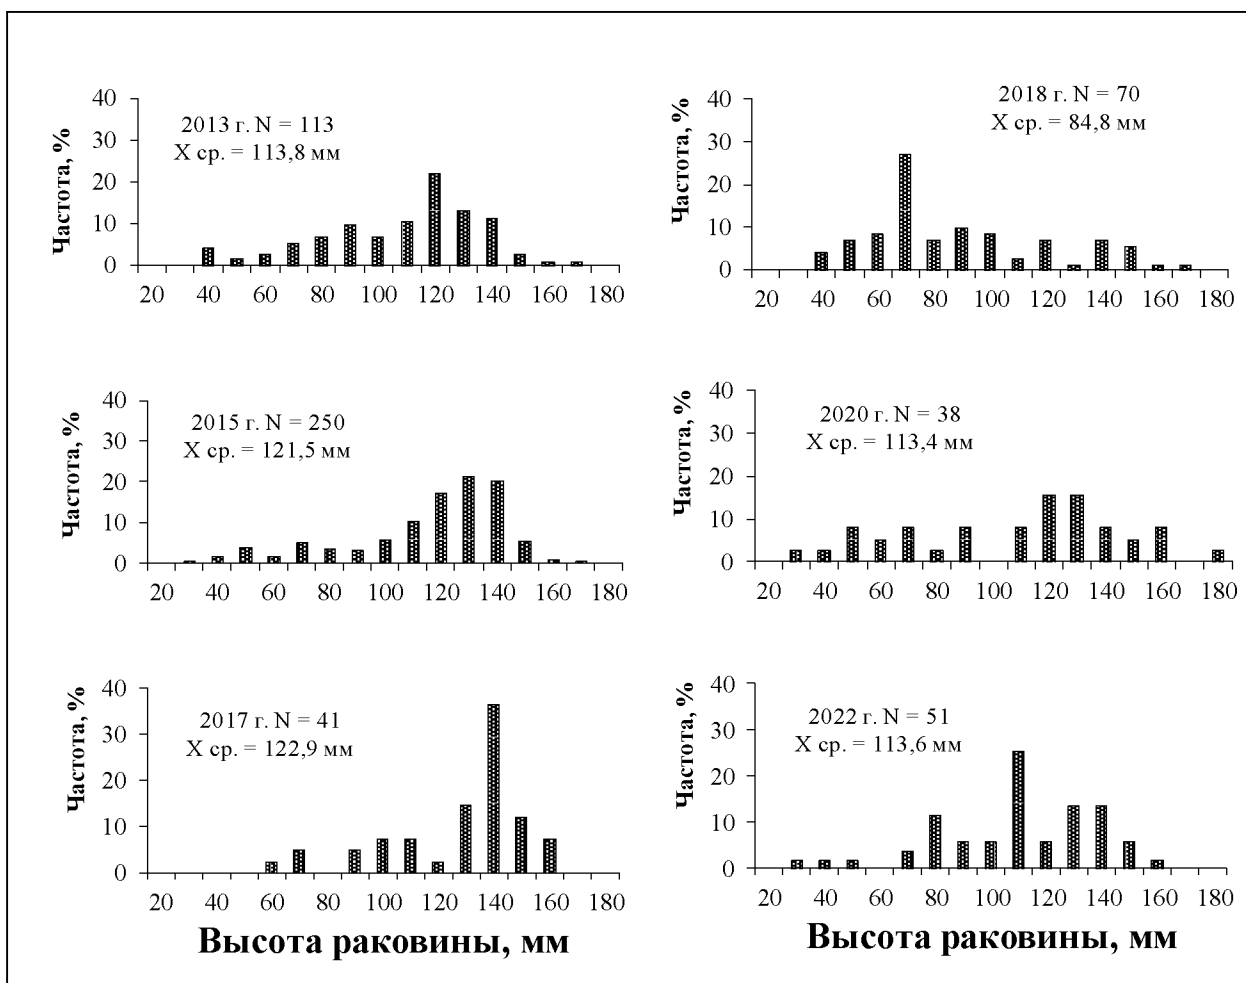 40
30
20
10
0
Частота, %
2013 г. N = 113
X ср. = 113,8 мм
20 40 60 80 100 120 140 160 180
40
30
20
10
0
Частота, %
2018 г. N = 70
X ср. = 84,8 мм
20 40 60 80 100 120 140 160 180
40
30
20
10
0
Частота, %
2015 г. N = 250
X ср. = 121,5 мм
20 40 60 80 100 120 140 160 180
40
30
20
10
0
Частота, %
2020 г. N = 38
X ср. = 113,4 мм
20 40 60 80 100 120 140 160 180
40
30
20
10
0
Частота, %
2017 г. N = 41
X ср. = 122,9 мм
20 40 60 80 100 120 140 160 180
Высота раковины, мм
40
30
20
10
0
Частота, %
2022 г. N = 51
X ср. = 113,6 мм
20 40 60 80 100 120 140 160 180
Высота раковины, мм